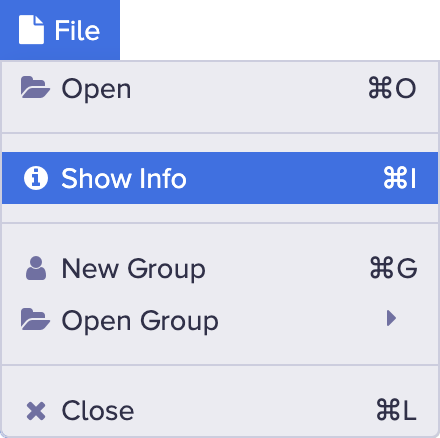 File
Open ⌘O
Show Info ⌘I
New Group ⌘G
Open Group
Close ⌘L